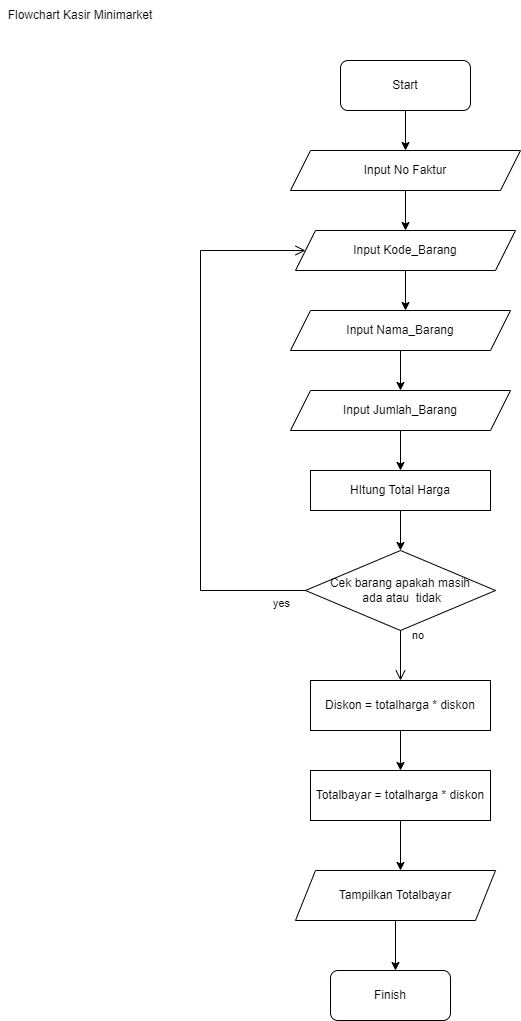 Flowchart Kasir Minimarket
Start
Input No Faktur
Input Kode_Barang
Input Nama_Barang
Input Jumlah_Barang
HItung Total Harga
Cek barang apakah masih
ada atau tidak
yes
no
Diskon = totalharga * diskon
Totalbayar = totalharga * diskon
Tampilkan Totalbayar
Finish